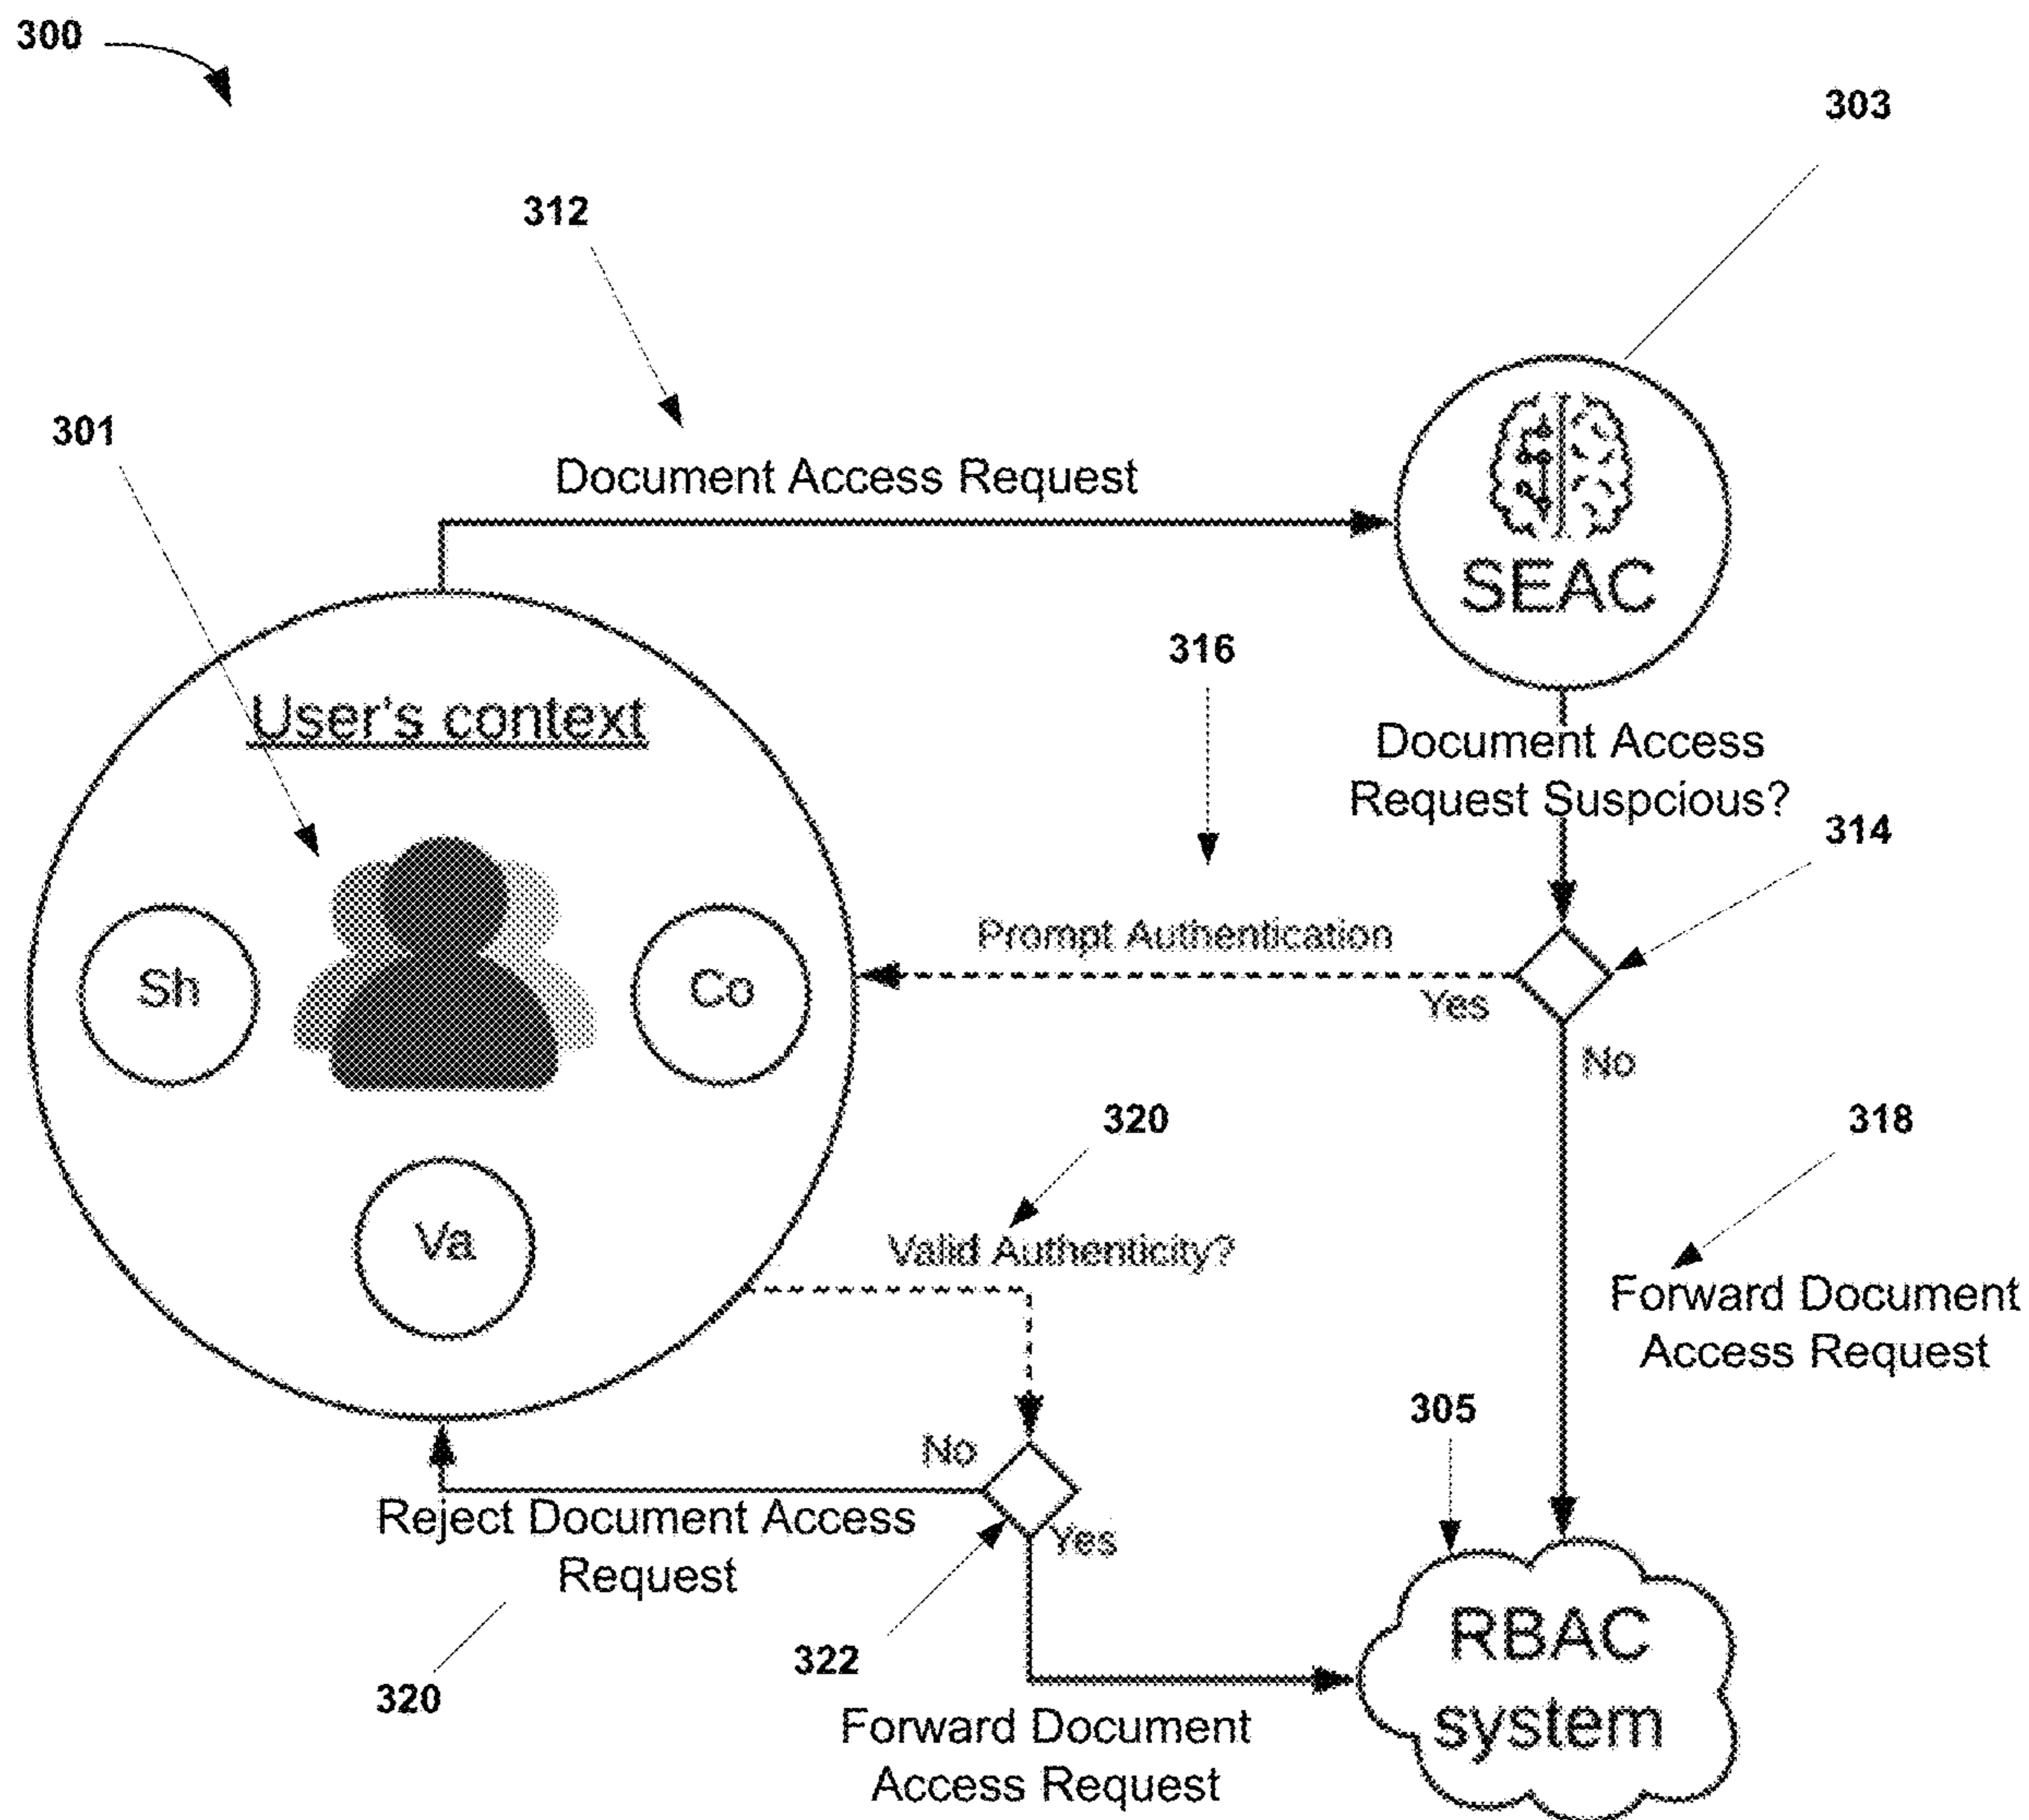 300
303
312
301
Document Access Request
SEAC
316
User's context
Document Access
Request Suspcious?
314
Prompt Authentication
Yes
Sh
Co
No
320
318
Valid Authenticity?
Va
Forward Document
Access Request
305
No
Reject Document Access
Request
Yes
322
320
RBAC
system
Forward Document
Access Request